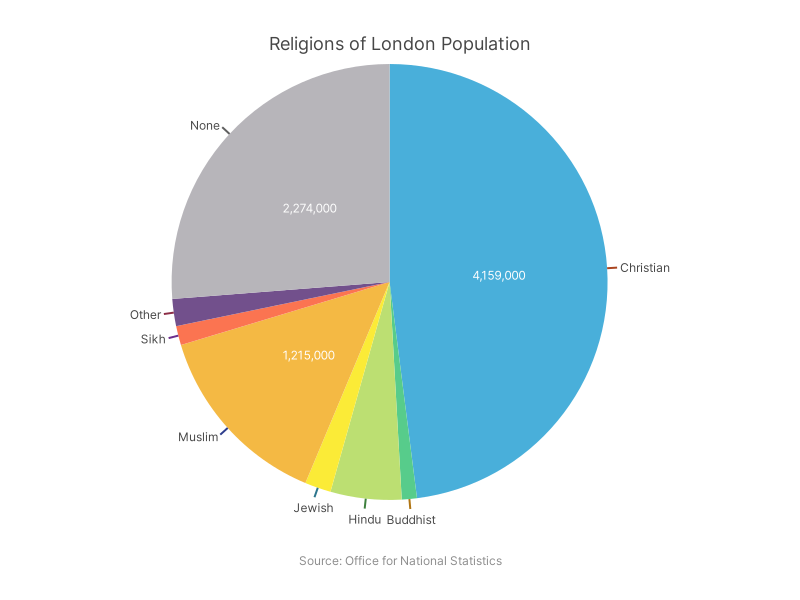 Religions of London Population
None
2,274,000
4,159,000
Christian
Other
Sikh
1,215,000
Muslim
Jewish
Hindu
Buddhist
Source: Office for National Statistics